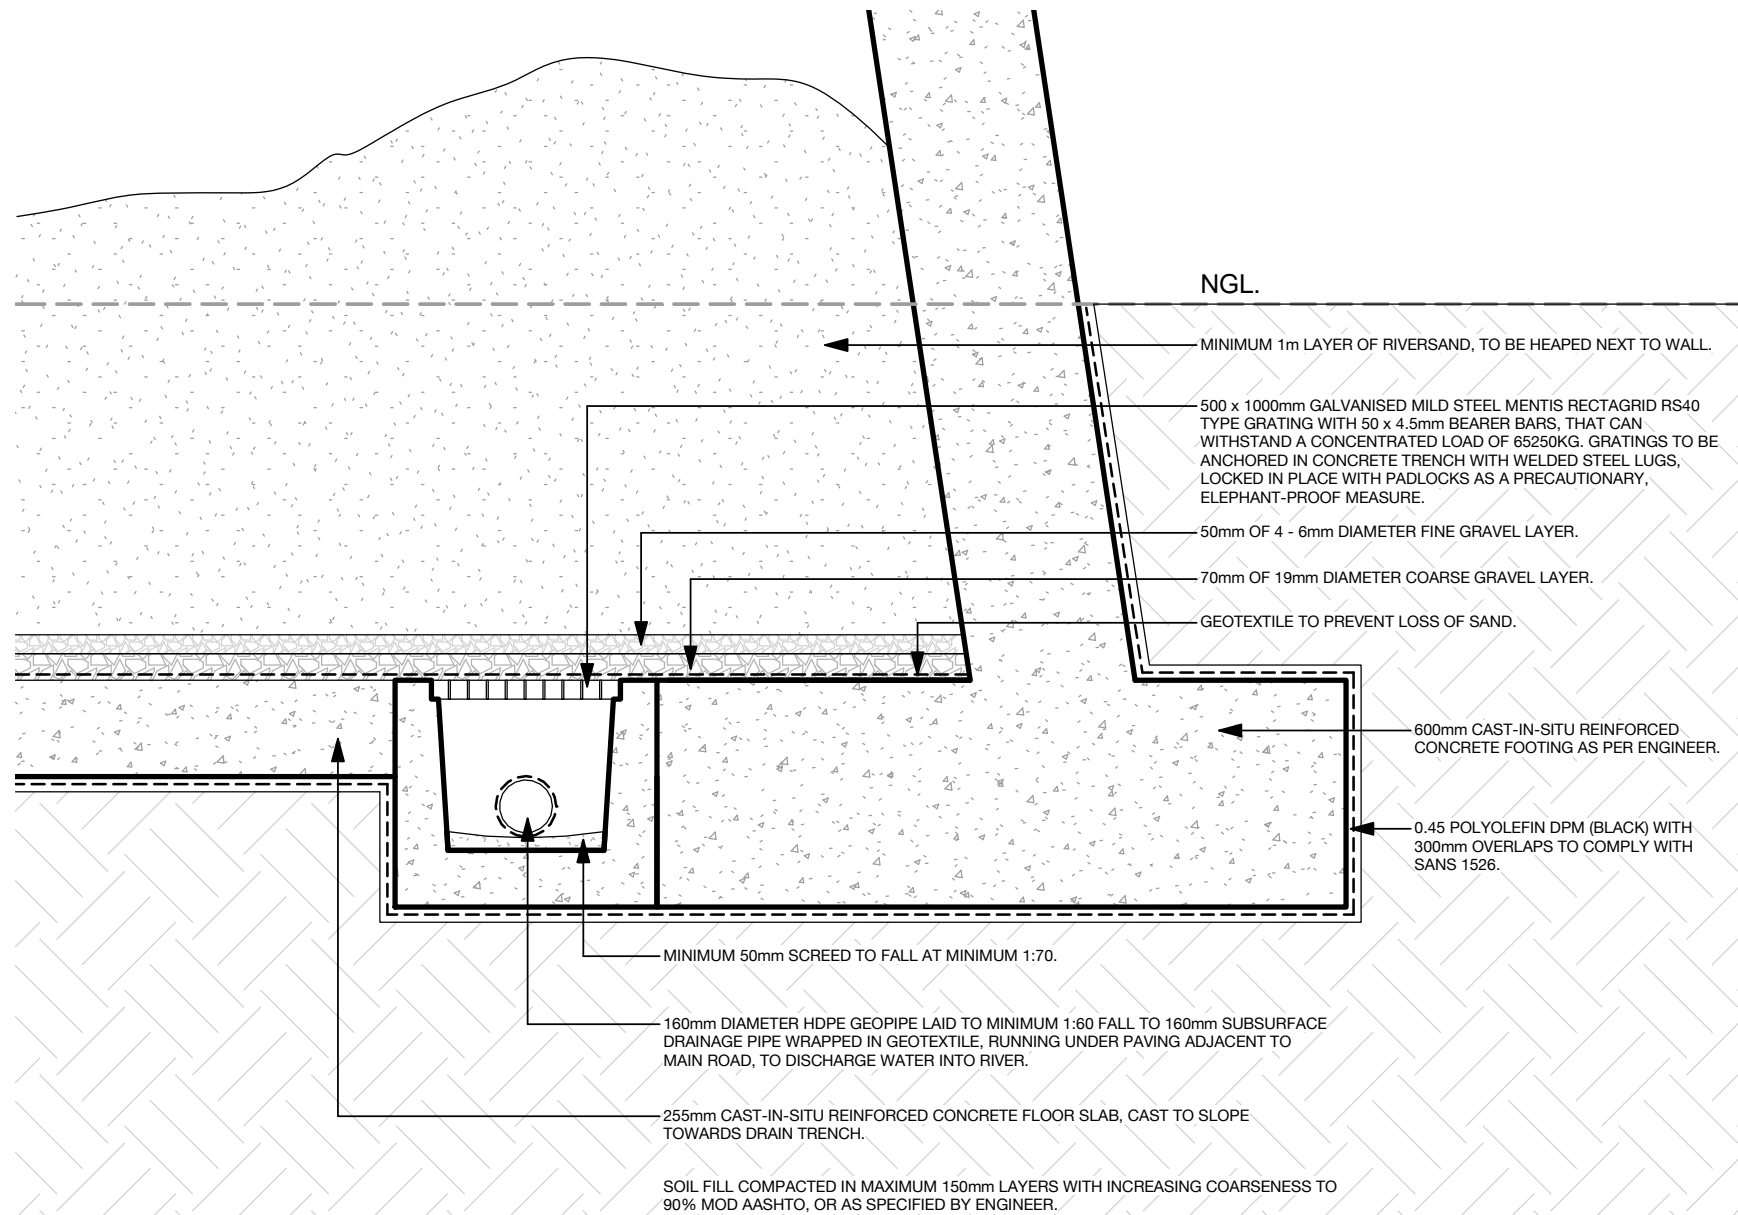 NGL.
MINIMUM 1m LAYER OF RIVERSAND, TO BE HEAPED NEXT TO WALL.
500 x 1000mm GALVANISED MILD STEEL MENTIS RECTAGRID RS40
TYPE GRATING WITH 50 x 4.5mm BEARER BARS, THAT CAN
WITHSTAND A CONCENTRATED LOAD OF 65250KG. GRATINGS TO BE
ANCHORED IN CONCRETE TRENCH WITH WELDED STEEL LUGS,
LOCKED IN PLACE WITH PADLOCKS AS A PRECAUTIONARY,
ELEPHANT-PROOF MEASURE.
50mm OF 4 - 6mm DIAMETER FINE GRAVEL LAYER.
70mm OF 19mm DIAMETER COARSE GRAVEL LAYER.
GEOTEXTILE TO PREVENT LOSS OF SAND.
600mm CAST-IN-SITU REINFORCED
CONCRETE FOOTING AS PER ENGINEER.
0.45 POLYOLEFIN DPM (BLACK) WITH
300mm OVERLAPS TO COMPLY WITH
SANS 1526.
MINIMUM 50mm SCREED TO FALL AT MINIMUM 1:70.
160mm DIAMETER HDPE GEOPIPE LAID TO MINIMUM 1:60 FALL TO 160mm SUBSURFACE
DRAINAGE PIPE WRAPPED IN GEOTEXTILE, RUNNING UNDER PAVING ADJACENT TO
MAIN ROAD, TO DISCHARGE WATER INTO RIVER.
255mm CAST-IN-SITU REINFORCED CONCRETE FLOOR SLAB, CAST TO SLOPE
TOWARDS DRAIN TRENCH.
SOIL FILL COMPACTED IN MAXIMUM 150mm LAYERS WITH INCREASING COARSENESS TO
90% MOD AASHTO, OR AS SPECIFIED BY ENGINEER.